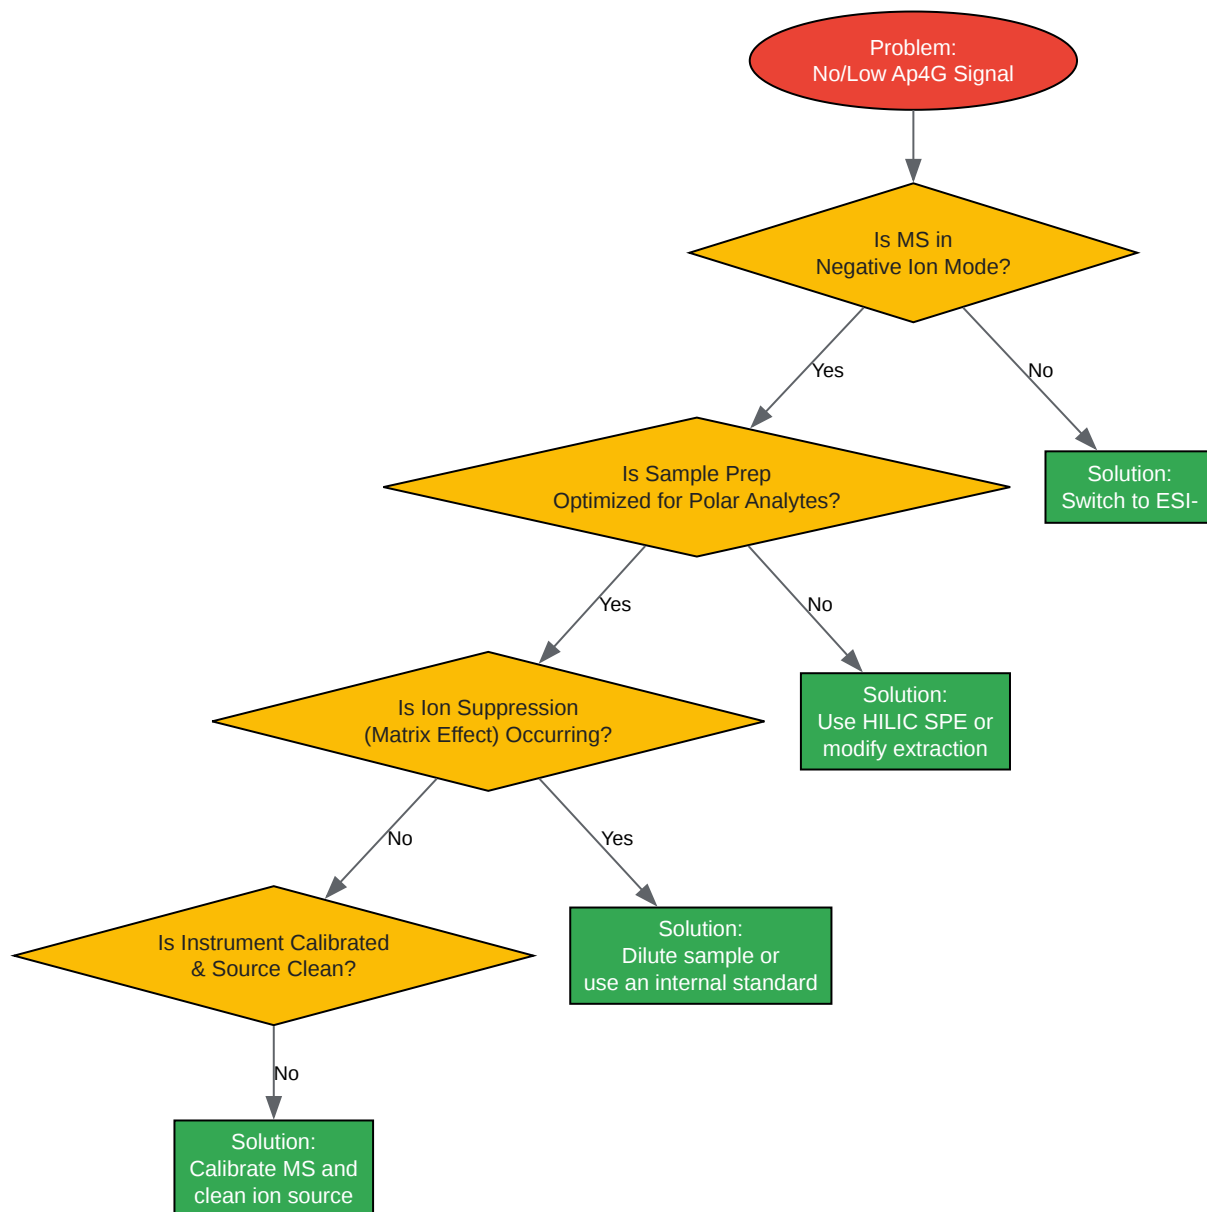 Problem:
No/Low Ap4G Signal
Is MS in
Negative Ion Mode?
Yes
No
Is Sample Prep
Optimized for Polar Analytes?
Solution:
Switch to ESI-
Yes
No
Is Ion Suppression
(Matrix Effect) Occurring?
Solution:
Use HILIC SPE or
modify extraction
No
Yes
Is Instrument Calibrated
& Source Clean?
Solution:
Dilute sample or
use an internal standard
No
Solution:
Calibrate MS and
clean ion source